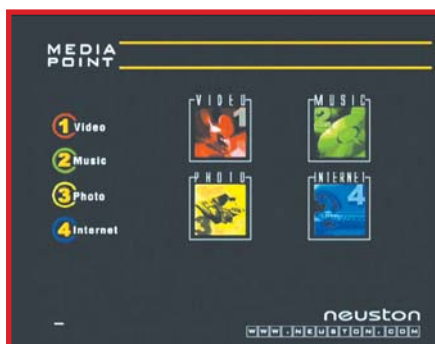 MEDIA
POINT
1 Video
2 Music
3 Photo
4 Internet
VIDEO
1
MUSIC
2
PHOTO
INTERNET
4
neuston
WWW.NEUSTON.COM